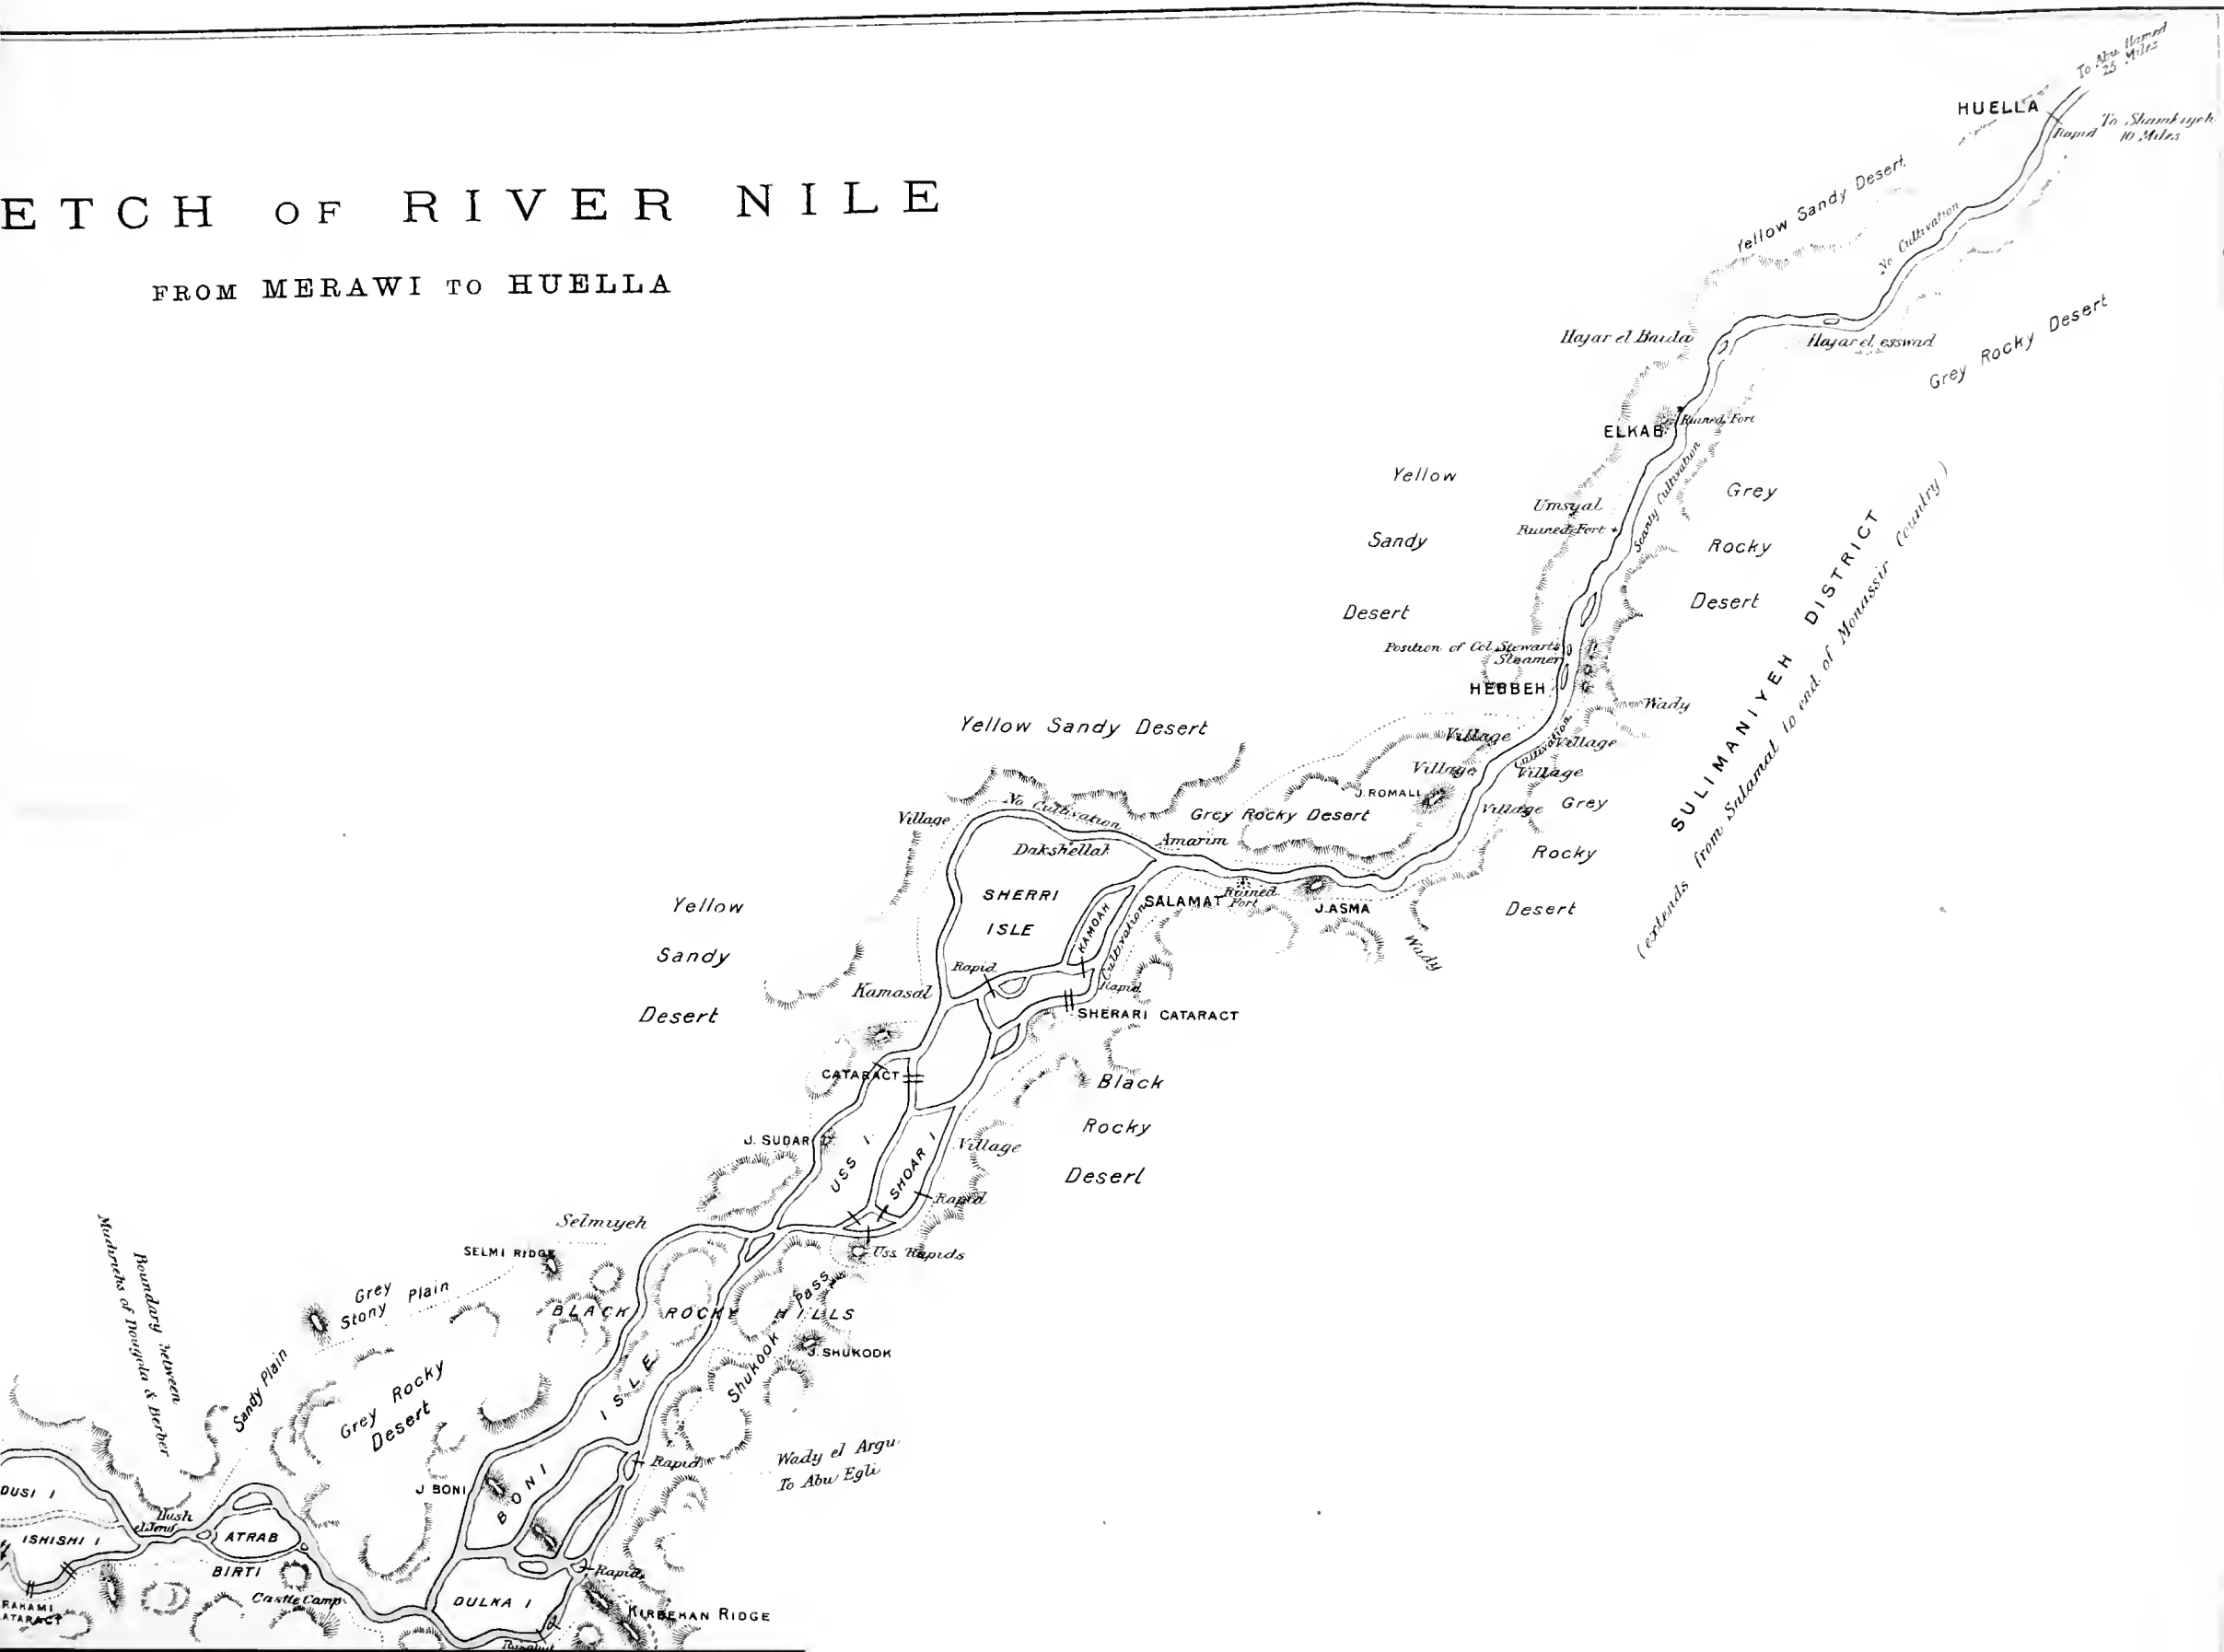 ETCH OF RIVER NILE
FROM MERAWI TO HUELLA
To Abu Hamed
25 Miles
HUELLA
Rapid
To Shamkiyeh
10 Miles
Yellow Sandy Desert
No Cultivation
Hajar el Baida
Hajar el esswad
Grey Rocky Desert
ELKAB
Ruined Fort
Scanty Cultivation
Yellow
Sandy
Desert
Umsyal
Ruined Fort
Grey
Rocky
Desert
SULIMANIYEH DISTRICT
(extends from Salamat to end of Monassir Country)
Position of Col Stewarts
Steamer
HEBBEH
Wady
Village
Cultivation
Village
Village
Village
Village
J. ROMALI
Grey
Rocky
Desert
Yellow Sandy Desert
Grey Rocky Desert
Village
No Cultivation
Amarim
Dakshellah
SHERRI
ISLE
KAMOAH
Cultivation
SALAMAT
Ruined
Fort
J. ASMA
Wady
Yellow
Sandy
Desert
Rapid
Kamasal
Rapid
SHERARI CATARACT
CATARACT
Black
Rocky
Desert
J. SUDAR
USS I
SHOAR I
Village
Rapid
Selmiyeh
SELMI RIDGE
Uss Rapids
Boundary between
Mudiriehs of Dongola & Berber
Grey
Stony Plain
BLACK ROCKY HILLS
Shukook Pass
J. SHUKOOK
Sandy Plain
Grey Rocky
Desert
BONI ISLE
Rapid
Wady el Argu
To Abu Egli
J BONI
DUSI I
ISHISHI I
Hush
el Jeruf
ATRAB
BIRTI
Castle Camp
RAHAMI
ATARACT
DULKA I
Rapids
KIRBEKAN RIDGE